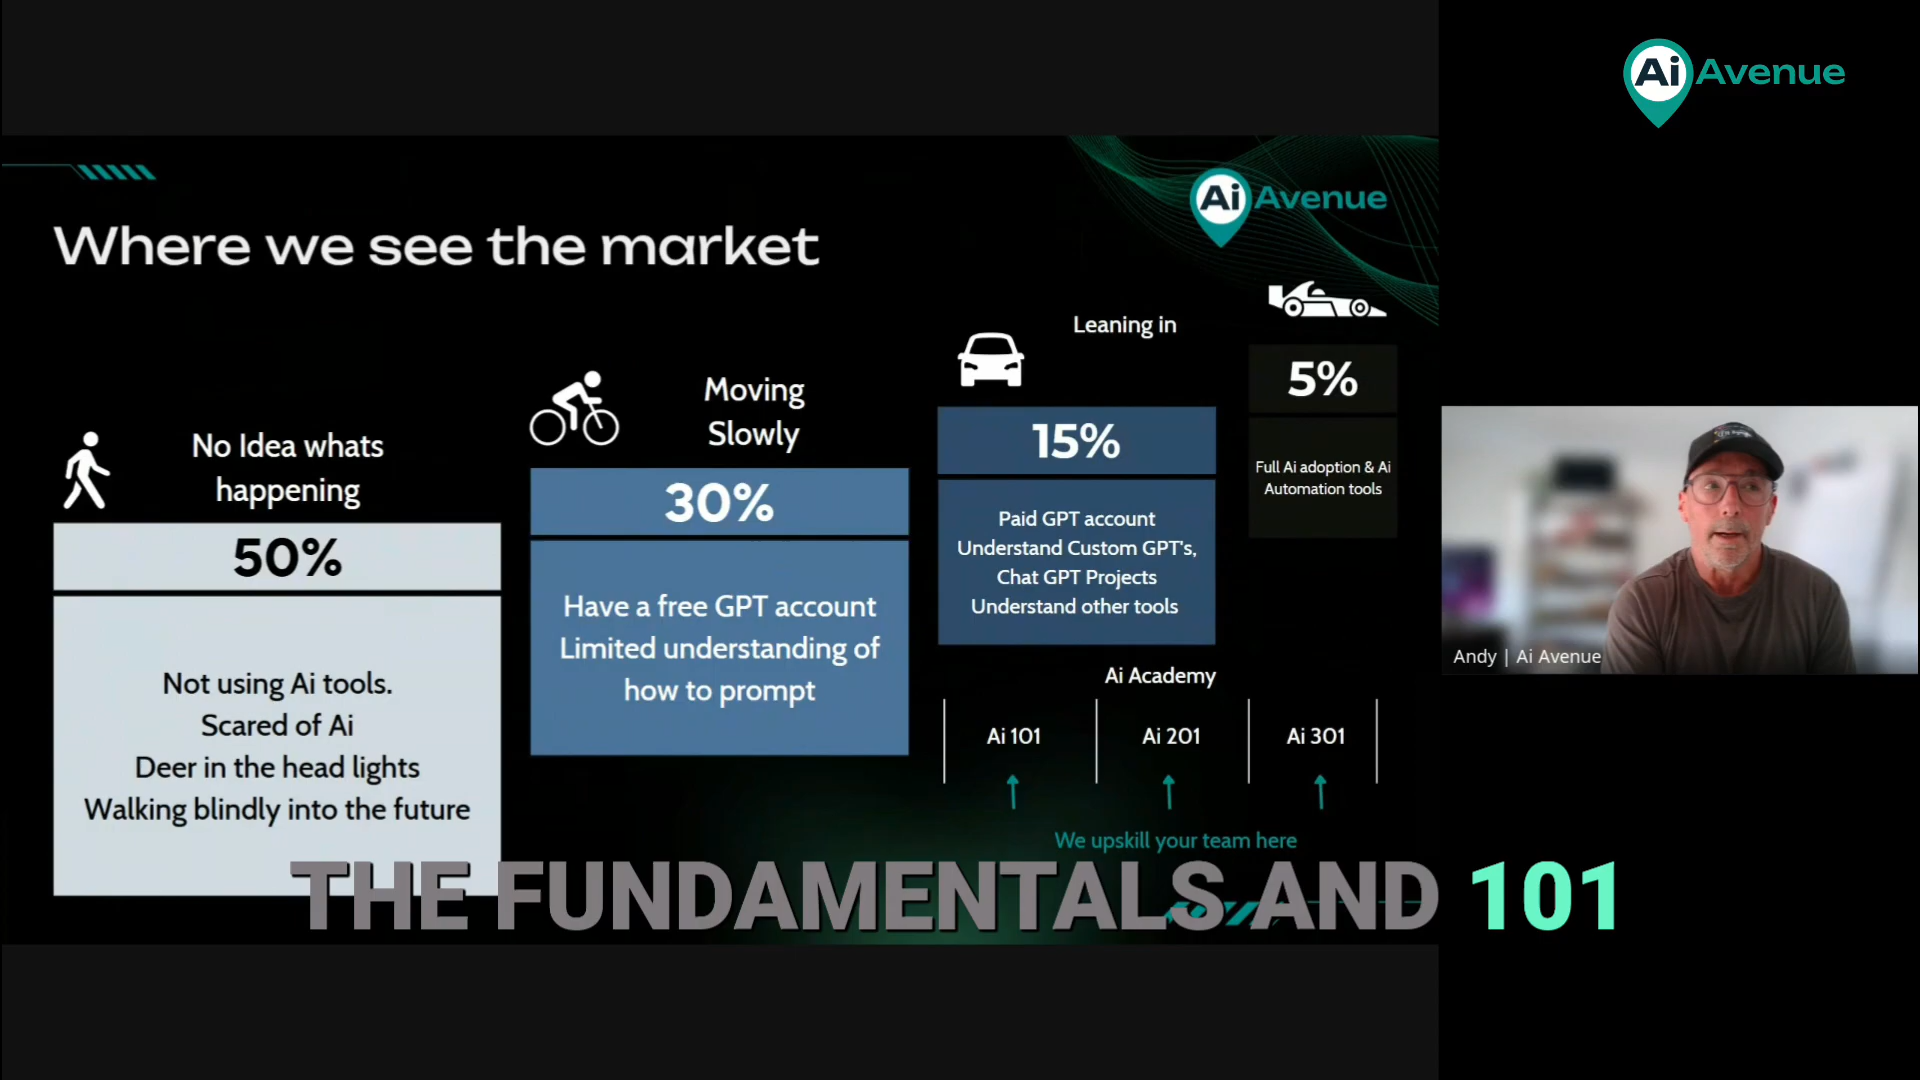 Ai Avenue
Ai Avenue
Where we see the market
No Idea whats
happening
50%
Not using Ai tools.
Scared of Ai
Deer in the head lights
Walking blindly into the future
Moving
Slowly
30%
Have a free GPT account
Limited understanding of
how to prompt
Leaning in
15%
Paid GPT account
Understand Custom GPT's,
Chat GPT Projects
Understand other tools
5%
Full Ai adoption & Ai
Automation tools
Ai Academy
Ai 101
Ai 201
Ai 301
We upskill your team here
Andy | Ai Avenue
THE FUNDAMENTALS AND 101